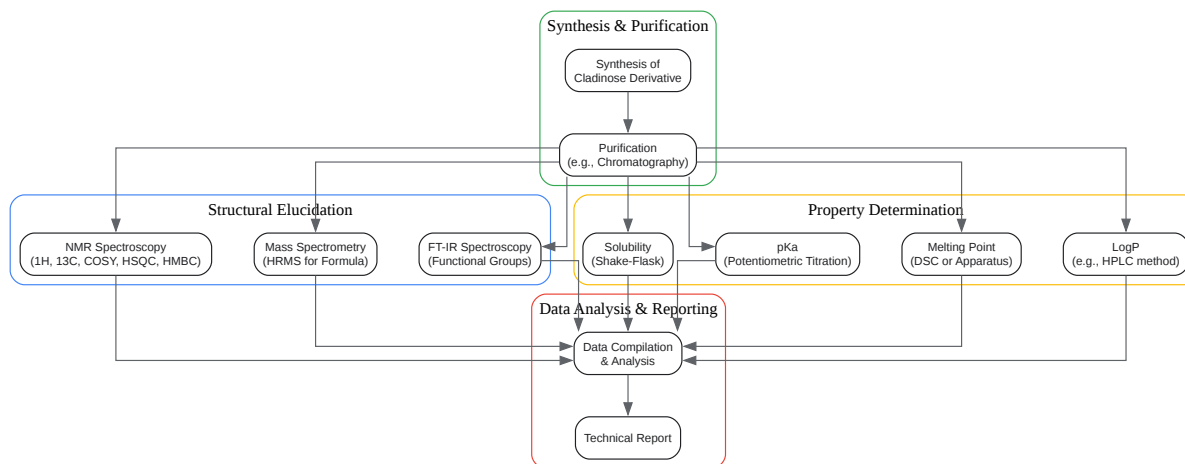 Synthesis & Purification
Synthesis of
Cladinose Derivative
Purification
(e.g., Chromatography)
Structural Elucidation
NMR Spectroscopy
(1H, 13C, COSY, HSQC, HMBC)
Mass Spectrometry
(HRMS for Formula)
FT-IR Spectroscopy
(Functional Groups)
Property Determination
Solubility
(Shake-Flask)
pKa
(Potentiometric Titration)
Melting Point
(DSC or Apparatus)
LogP
(e.g., HPLC method)
Data Analysis & Reporting
Data Compilation
& Analysis
Technical Report